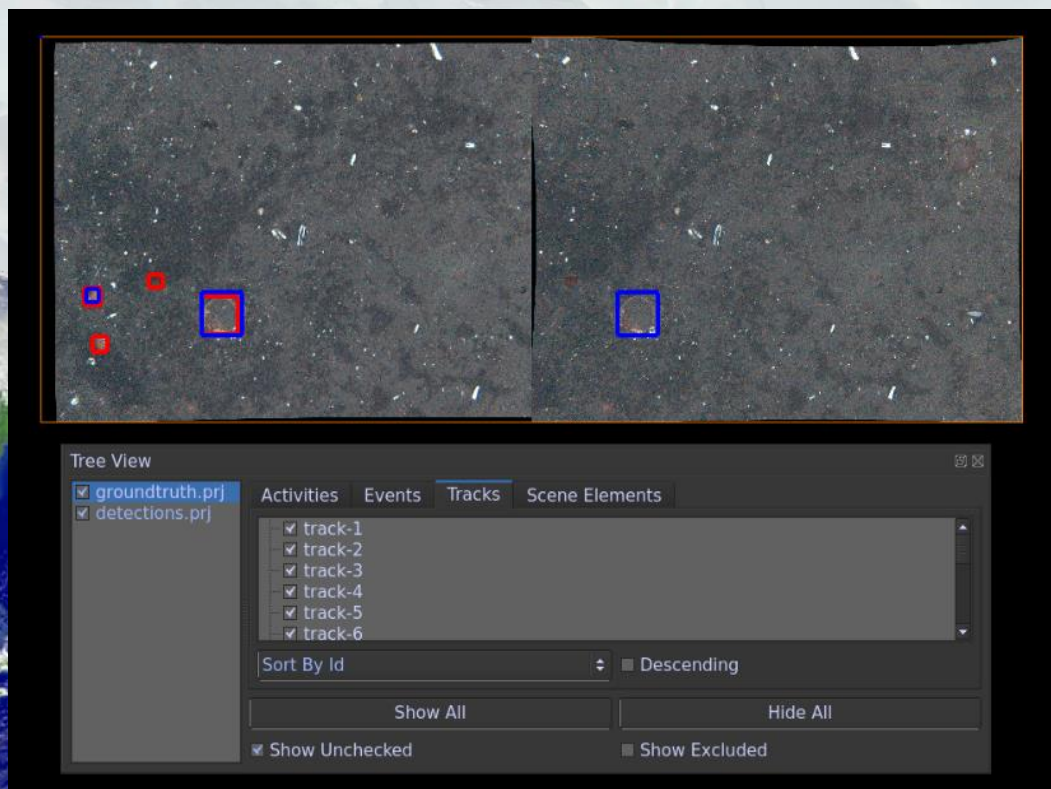 Tree View
groundtruth.prj
detections.prj
Activities Events Tracks Scene Elements
track-1
track-2
track-3
track-4
track-5
track-6
Sort By Id
Descending
Show All
Hide All
Show Unchecked
Show Excluded